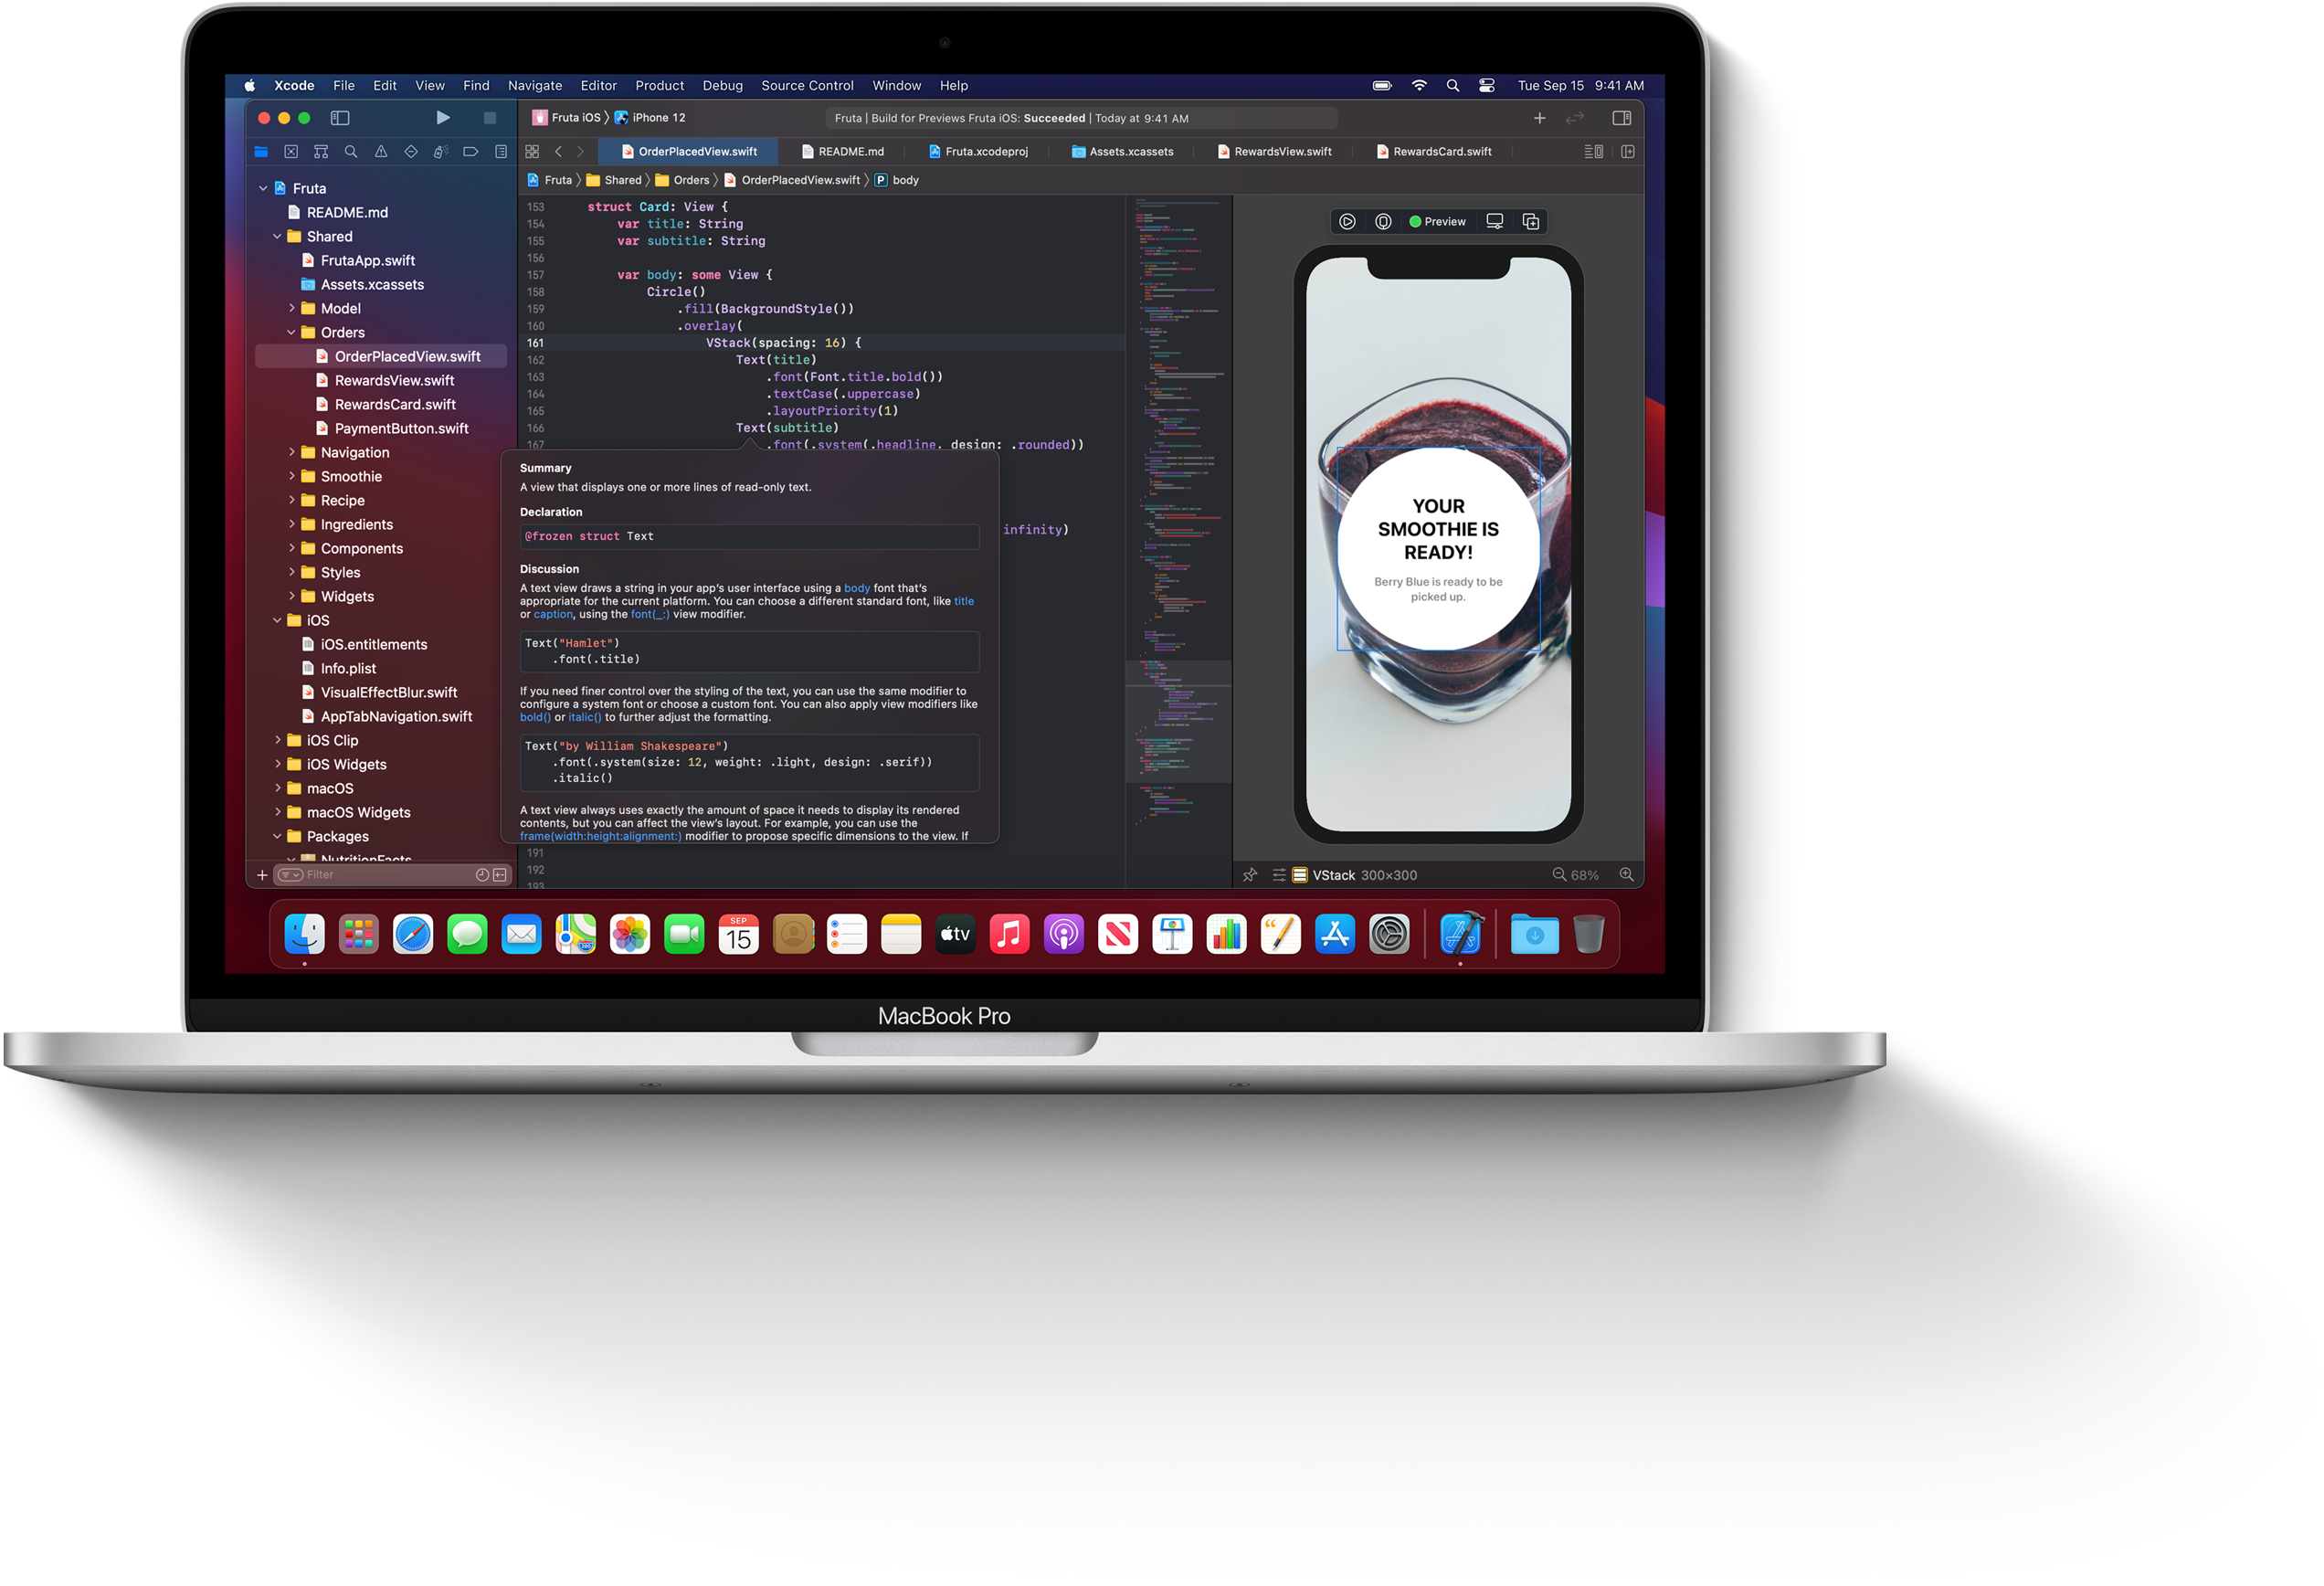 Xcode File Edit View Find Navigate Editor Product Debug Source Control Window Help Tue Sep 15 9:41 AM
Fruta iOS iPhone 12 Fruta | Build for Previews Fruta iOS: Succeeded | Today at 9:41 AM
OrderPlacedView.swift README.md Fruta.xcodeproj Assets.xcassets RewardsView.swift RewardsCard.swift
Fruta Shared Orders OrderPlacedView.swift P body
Fruta
README.md
Shared
FrutaApp.swift
Assets.xcassets
Model
Orders
OrderPlacedView.swift
RewardsView.swift
RewardsCard.swift
PaymentButton.swift
Navigation
Smoothie
Recipe
Ingredients
Components
Styles
Widgets
iOS
iOS.entitlements
Info.plist
VisualEffectBlur.swift
AppTabNavigation.swift
iOS Clip
iOS Widgets
macOS
macOS Widgets
Packages
NutritionFacts
Filter
153 struct Card: View {
154 var title: String
155 var subtitle: String
156
157 var body: some View {
158 Circle()
159 .fill(BackgroundStyle())
160 .overlay(
161 VStack(spacing: 16) {
162 Text(title)
163 .font(Font.title.bold())
164 .textCase(.uppercase)
165 .layoutPriority(1)
166 Text(subtitle)
167 .font(.system(.headline, design: .rounded))
infinity)
Summary
A view that displays one or more lines of read-only text.
Declaration
@frozen struct Text
Discussion
A text view draws a string in your app's user interface using a body font that's
appropriate for the current platform. You can choose a different standard font, like title
or caption, using the font(_:) view modifier.
Text("Hamlet")
.font(.title)
If you need finer control over the styling of the text, you can use the same modifier to
configure a system font or choose a custom font. You can also apply view modifiers like
bold() or italic() to further adjust the formatting.
Text("by William Shakespeare")
.font(.system(size: 12, weight: .light, design: .serif))
.italic()
A text view always uses exactly the amount of space it needs to display its rendered
contents, but you can affect the view's layout. For example, you can use the
frame(width:height:alignment:) modifier to propose specific dimensions to the view. If
191
192
193
Preview
YOUR
SMOOTHIE IS
READY!
Berry Blue is ready to be
picked up.
VStack 300×300 68%
SEP
15
tv
MacBook Pro